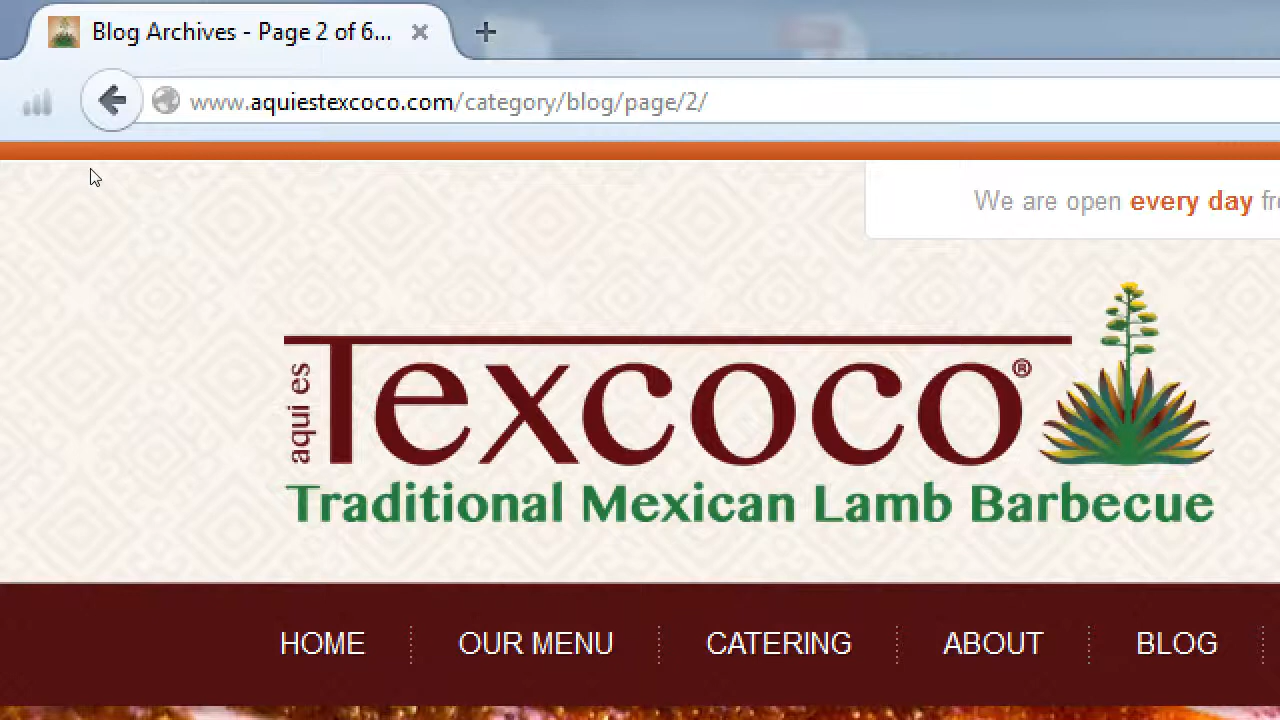 Blog Archives - Page 2 of 6...
www.aquiestexcoco.com/category/blog/page/2/
We are open every day
aqui es
Texcoco®
Traditional Mexican Lamb Barbecue
HOME OUR MENU CATERING ABOUT BLOG